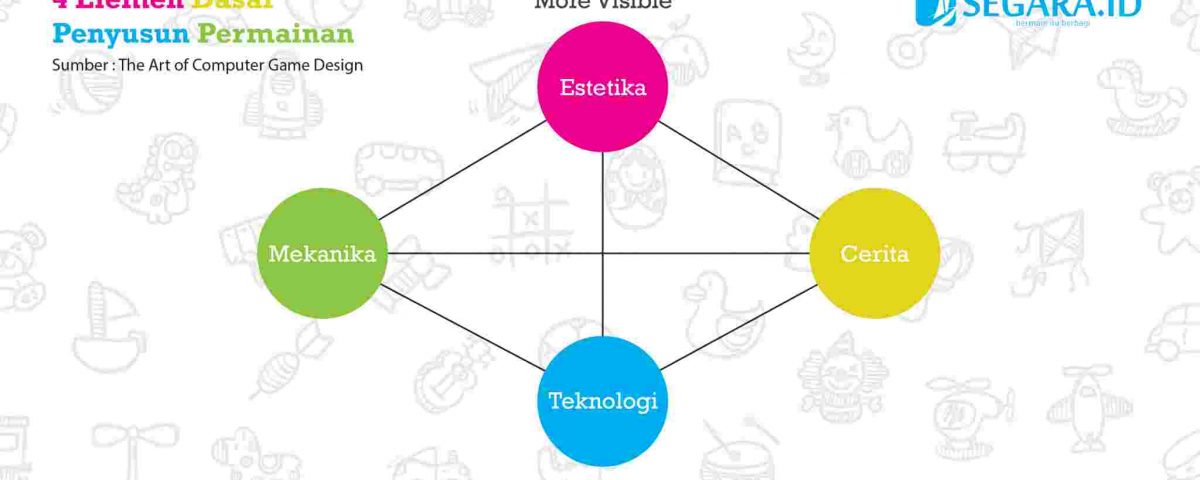 4 Elemen Dasar
Penyusun Permainan
Sumber : The Art of Computer Game Design
More Visible
SEGARA.ID
bermain itu berbagi
Estetika
Mekanika
Cerita
Teknologi
A B